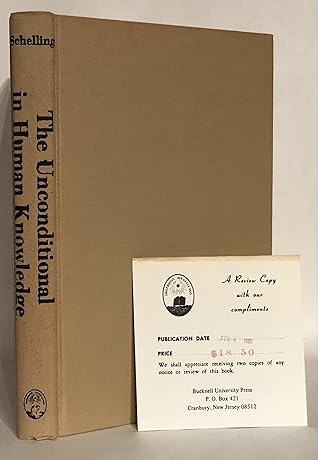 Schelling
The Unconditional
in Human Knowledge
A Review Copy
with our
compliments
PUBLICATION DATE FEB 4
PRICE $18.50
We shall appreciate receiving two copies of any
notice or review of this book.
Bucknell University Press
P. O. Box 421
Cranbury, New Jersey 08512